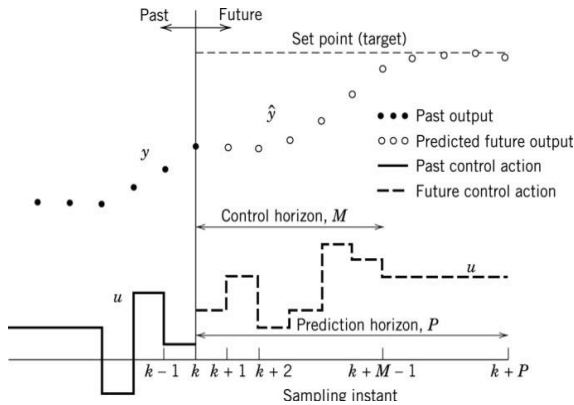 Past Future
Set point (target)
ŷ
y
Past output
Predicted future output
Past control action
Future control action
Control horizon, M
u
u
Prediction horizon, P
k − 1 k k + 1 k + 2 k + M − 1 k + P
Sampling instant